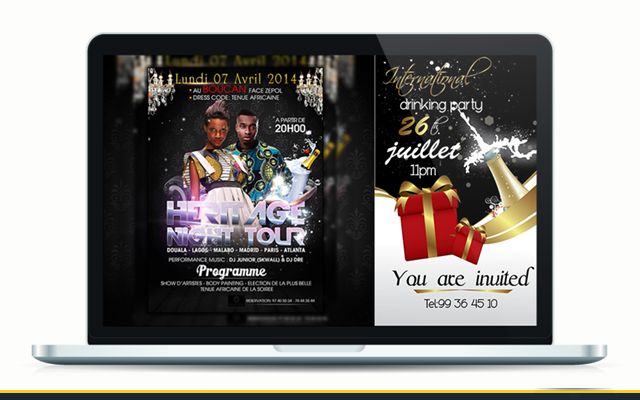 Lundi 07 Avril 2014
• AU BOUCAN FACE ZEPOL
• DRESS CODE: TENUE AFRICAINE
A PARTIR DE
20H00
HERITAGE
NIGHT TOUR
DOUALA - LAGOS - MALABO - MADRID - PARIS - ATLANTA
PERFORMANCE MUSIC : DJ JUNIOR (SKWALL) & DJ DRE
Programme
SHOW D'ARTISTES - BODY PAINTING - ELECTION DE LA PLUS BELLE
TENUE AFRICAINE DE LA SOIREE
International
drinking party
26
juillet
11pm
You are invited
Tel:99 36 45 10